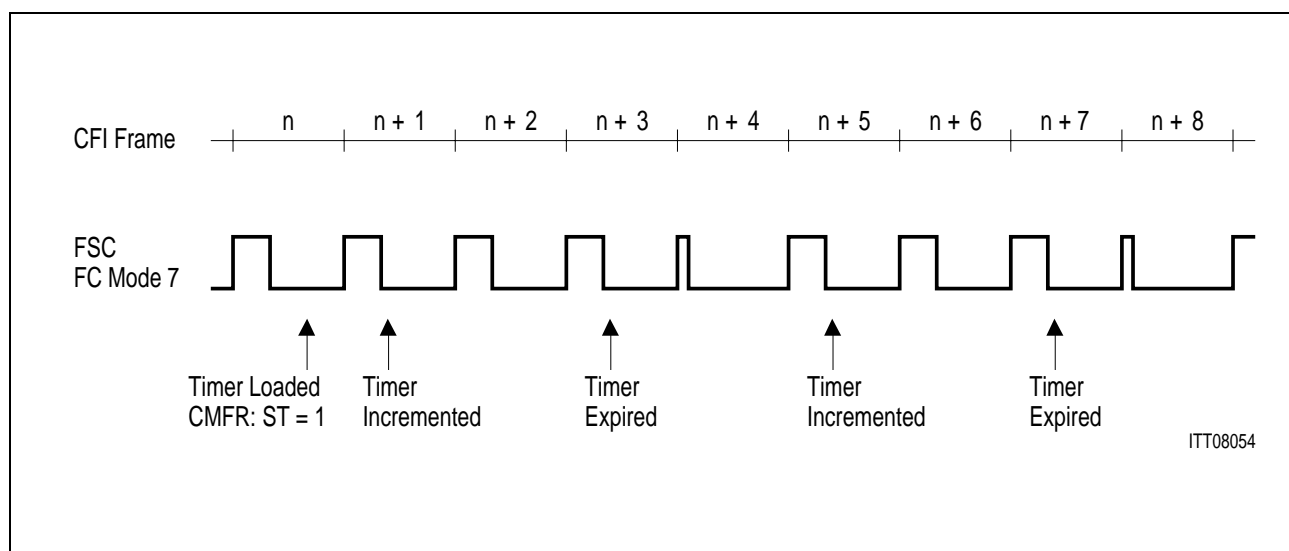 CFI Frame n n + 1 n + 2 n + 3 n + 4 n + 5 n + 6 n + 7 n + 8
FSC
FC Mode 7
Timer Loaded Timer Timer Timer Timer
CMFR: ST = 1 Incremented Expired Incremented Expired
ITT08054